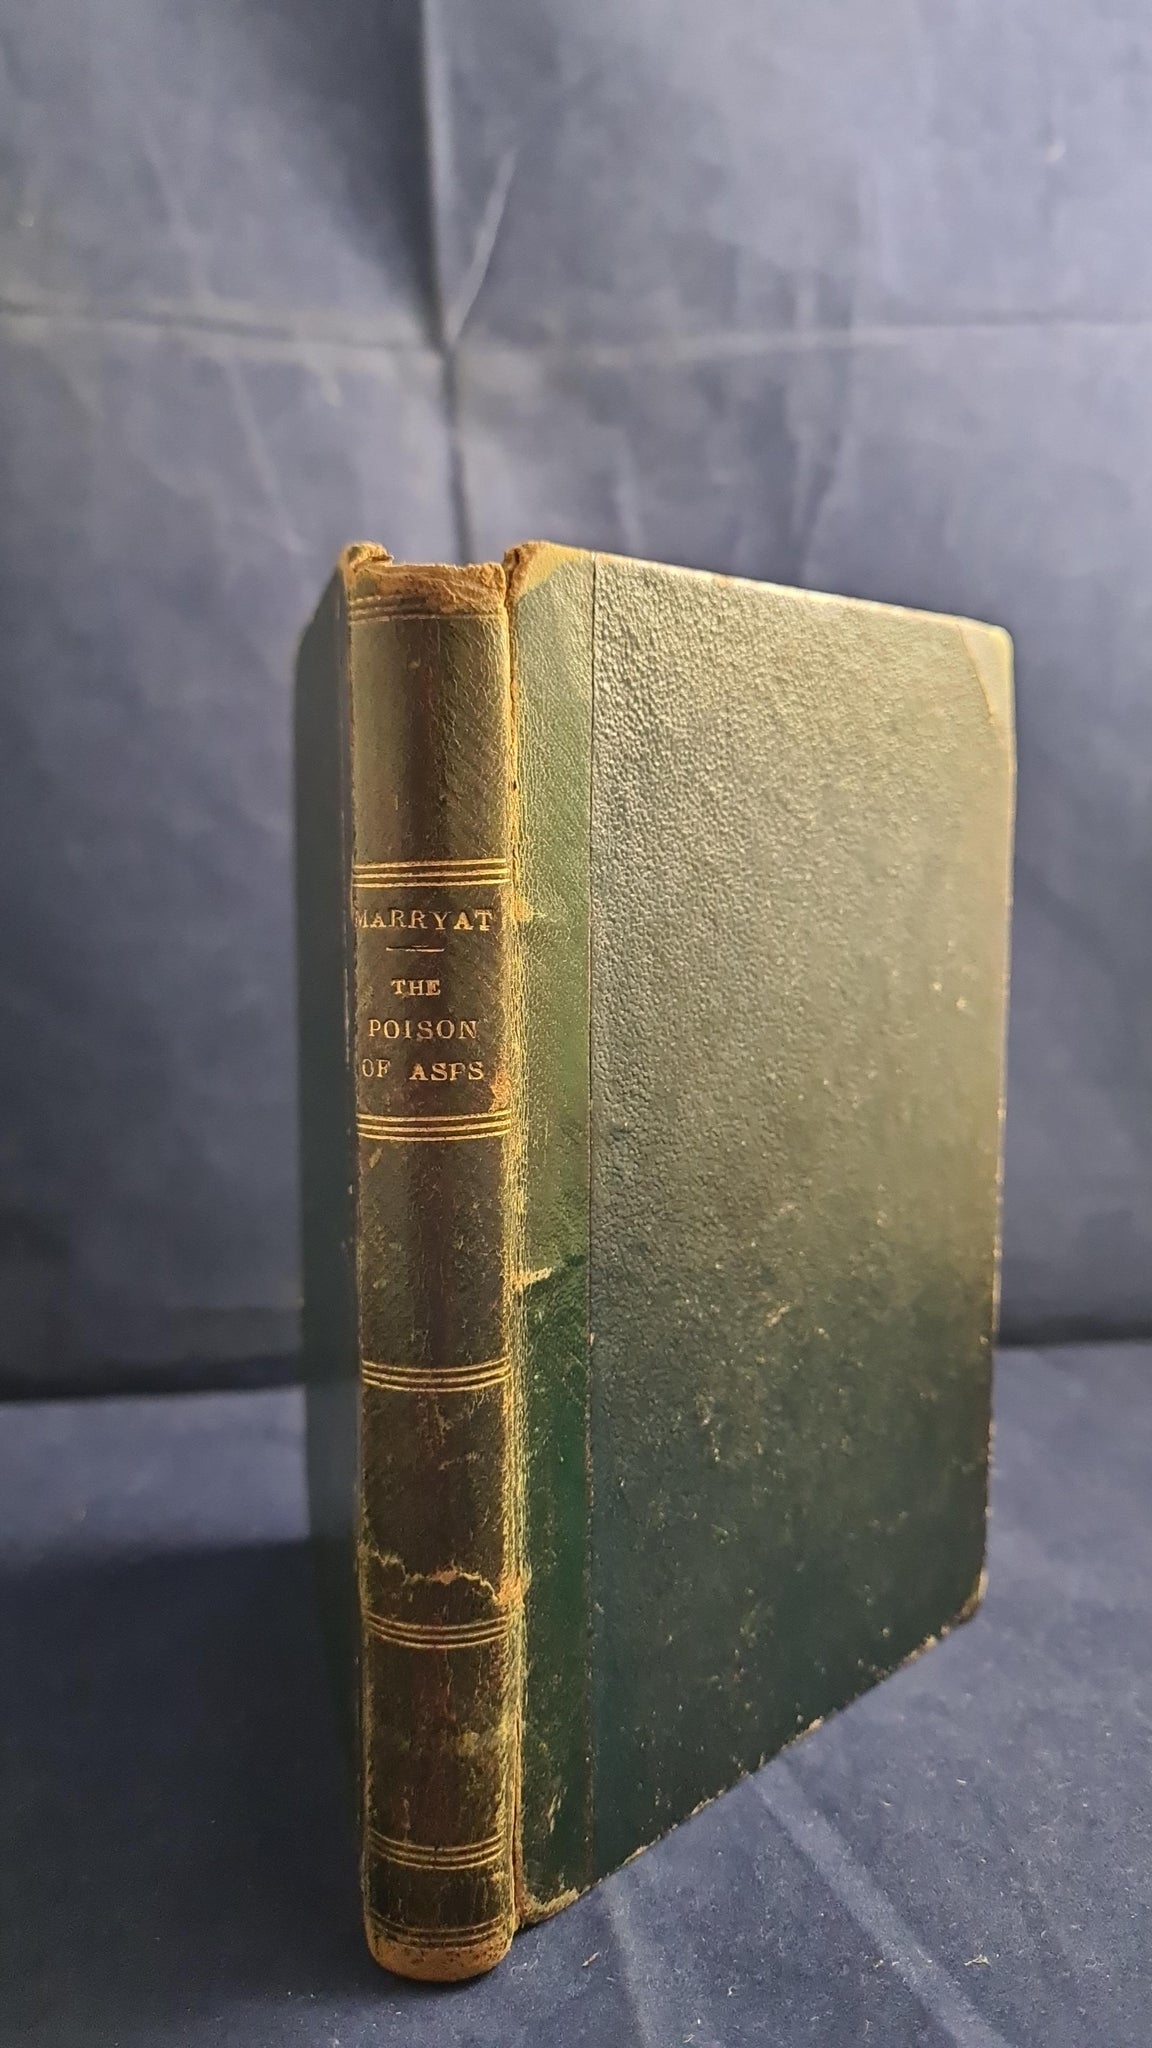 MARRYAT
THE
POISON
OF ASPS